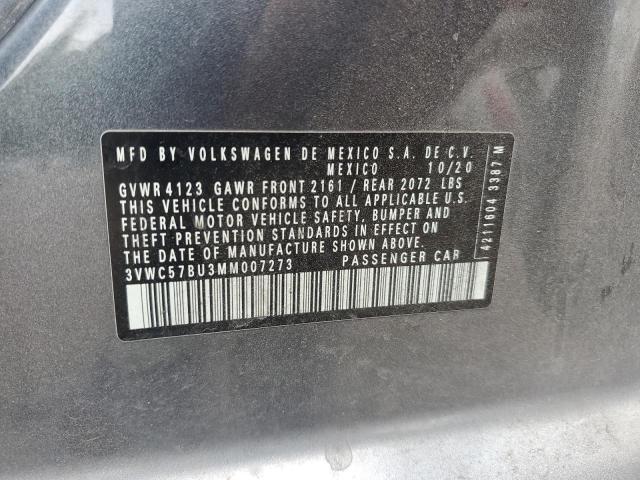 MFD BY VOLKSWAGEN DE MEXICO S.A. DE C.V.
MEXICO 10/20
GVWR 4123 GAWR FRONT 2161 / REAR 2072 LBS
THIS VEHICLE CONFORMS TO ALL APPLICABLE U.S.
FEDERAL MOTOR VEHICLE SAFETY, BUMPER AND
THEFT PREVENTION STANDARDS IN EFFECT ON
THE DATE OF MANUFACTURE SHOWN ABOVE.
3VWC57BU3MM007273 PASSENGER CAR
4211604 3387 M